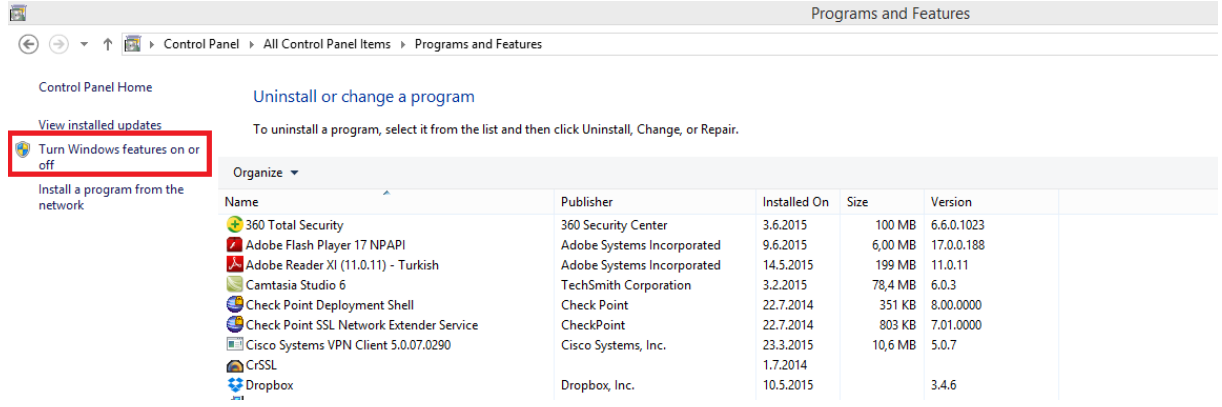 Programs and Features
Control Panel All Control Panel Items Programs and Features
Control Panel Home
View installed updates
Turn Windows features on or
off
Install a program from the
network
Uninstall or change a program
To uninstall a program, select it from the list and then click Uninstall, Change, or Repair.
Organize
Name Publisher Installed On Size Version
360 Total Security 360 Security Center 3.6.2015 100 MB 6.6.0.1023
Adobe Flash Player 17 NPAPI Adobe Systems Incorporated 9.6.2015 6,00 MB 17.0.0.188
Adobe Reader XI (11.0.11) - Turkish Adobe Systems Incorporated 14.5.2015 199 MB 11.0.11
Camtasia Studio 6 TechSmith Corporation 3.2.2015 78,4 MB 6.0.3
Check Point Deployment Shell Check Point 22.7.2014 351 KB 8.00.0000
Check Point SSL Network Extender Service CheckPoint 22.7.2014 803 KB 7.01.0000
Cisco Systems VPN Client 5.0.07.0290 Cisco Systems, Inc. 23.3.2015 10,6 MB 5.0.7
CrSSL 1.7.2014
Dropbox Dropbox, Inc. 10.5.2015 3.4.6